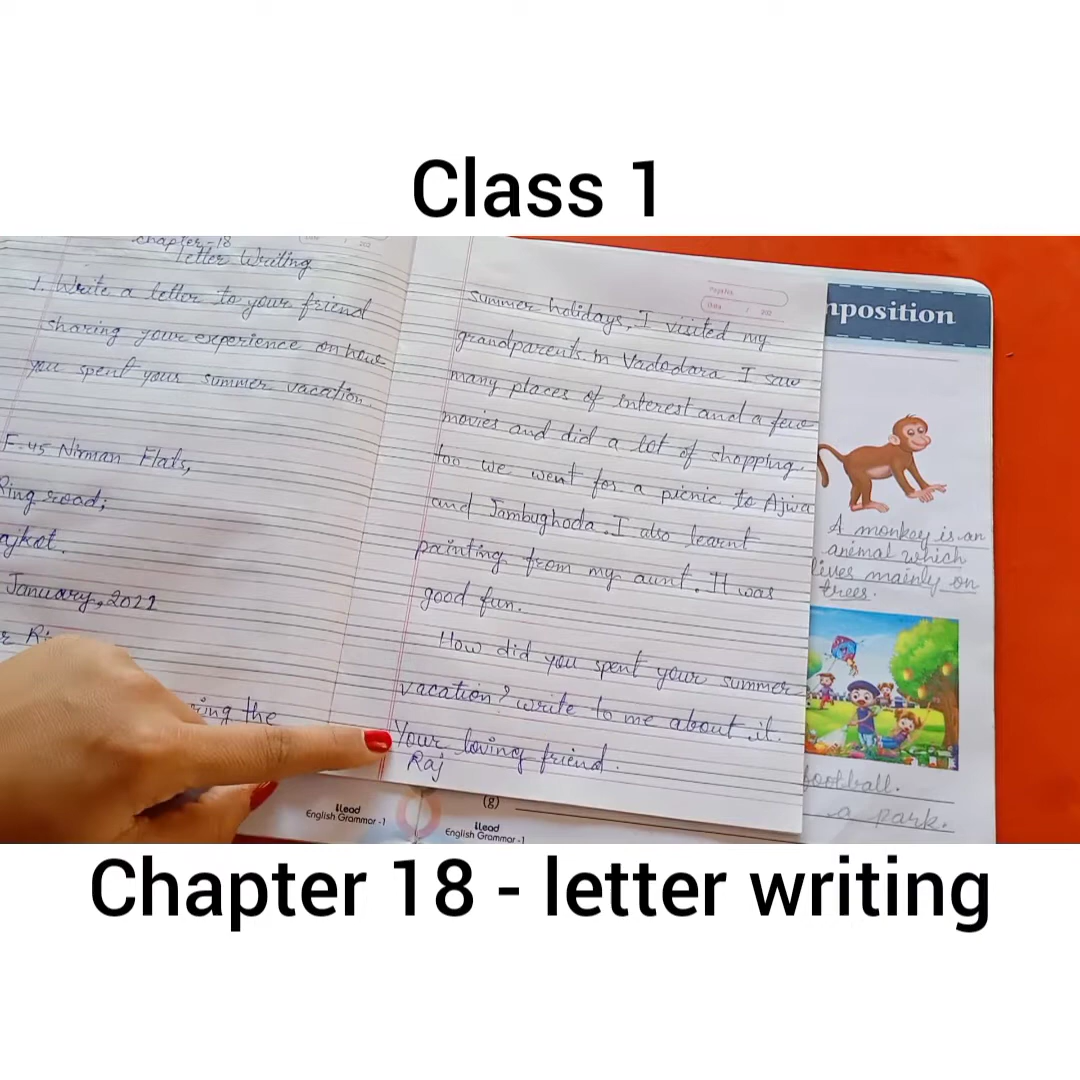 Class 1
chapter-18
Letter Writing
1. Write a letter to your friend
sharing your experience on how
you spent your summer vacation.
F-45 Nirman Flats,
Ring road;
ajkot.
January, 2021
ring the
summer holidays, I visited my
grandparents in Vadodara I saw
many places of interest and a few
movies and did a lot of shopping
too we went for a picnic to Ajwa
and Jambughoda. I also learnt
painting from my aunt. It was
good fun.
How did you spent your summer
vacation? write to me about it.
Your loving friend.
Raj
iLead
English Grammar-1
(g)
iLead
English Grammar-1
mposition
A monkey is an
animal which
lives mainly on
trees.
football.
a park.
Chapter 18 - letter writing